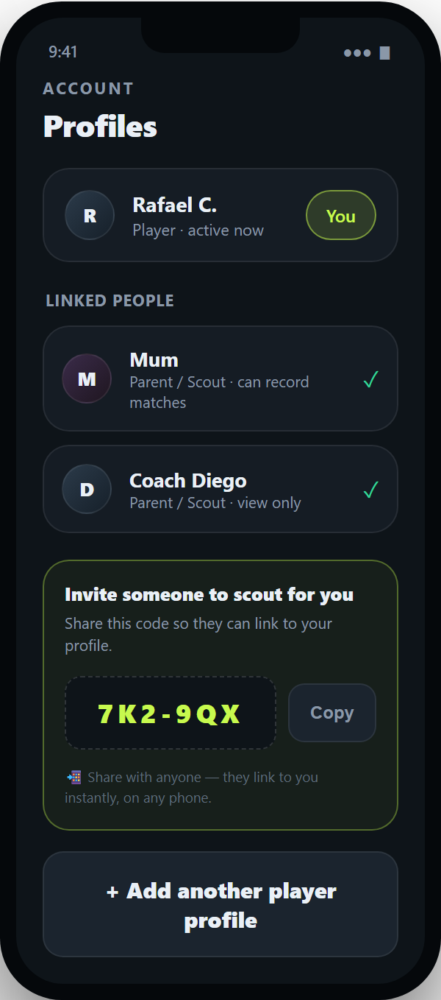 9:41
ACCOUNT
Profiles
R
Rafael C.
Player · active now
You
LINKED PEOPLE
M
Mum
Parent / Scout · can record
matches
✓
D
Coach Diego
Parent / Scout · view only
✓
Invite someone to scout for you
Share this code so they can link to your
profile.
7K2-9QX
Copy
📲 Share with anyone — they link to you
instantly, on any phone.
+ Add another player
profile